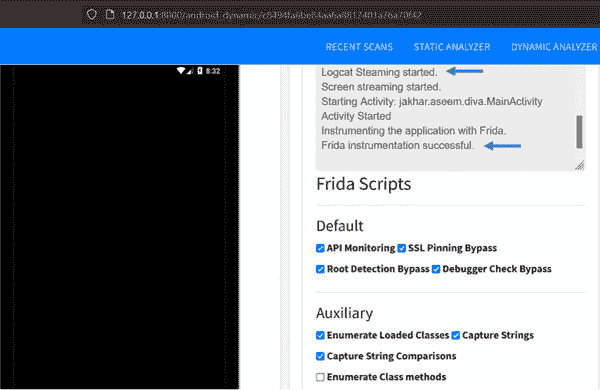 127.0.0.1:8000/android_dynamic/c8494fa6be84aa6a8817401a76a70f42
RECENT SCANS STATIC ANALYZER DYNAMIC ANALYZER
8:32
Logcat Steaming started.
Screen streaming started.
Starting Activity: jakhar.aseem.diva.MainActivity
Activity Started
Instrumenting the application with Frida.
Frida instrumentation successful.
Frida Scripts
Default
API Monitoring SSL Pinning Bypass
Root Detection Bypass Debugger Check Bypass
Auxiliary
Enumerate Loaded Classes Capture Strings
Capture String Comparisons
Enumerate Class methods